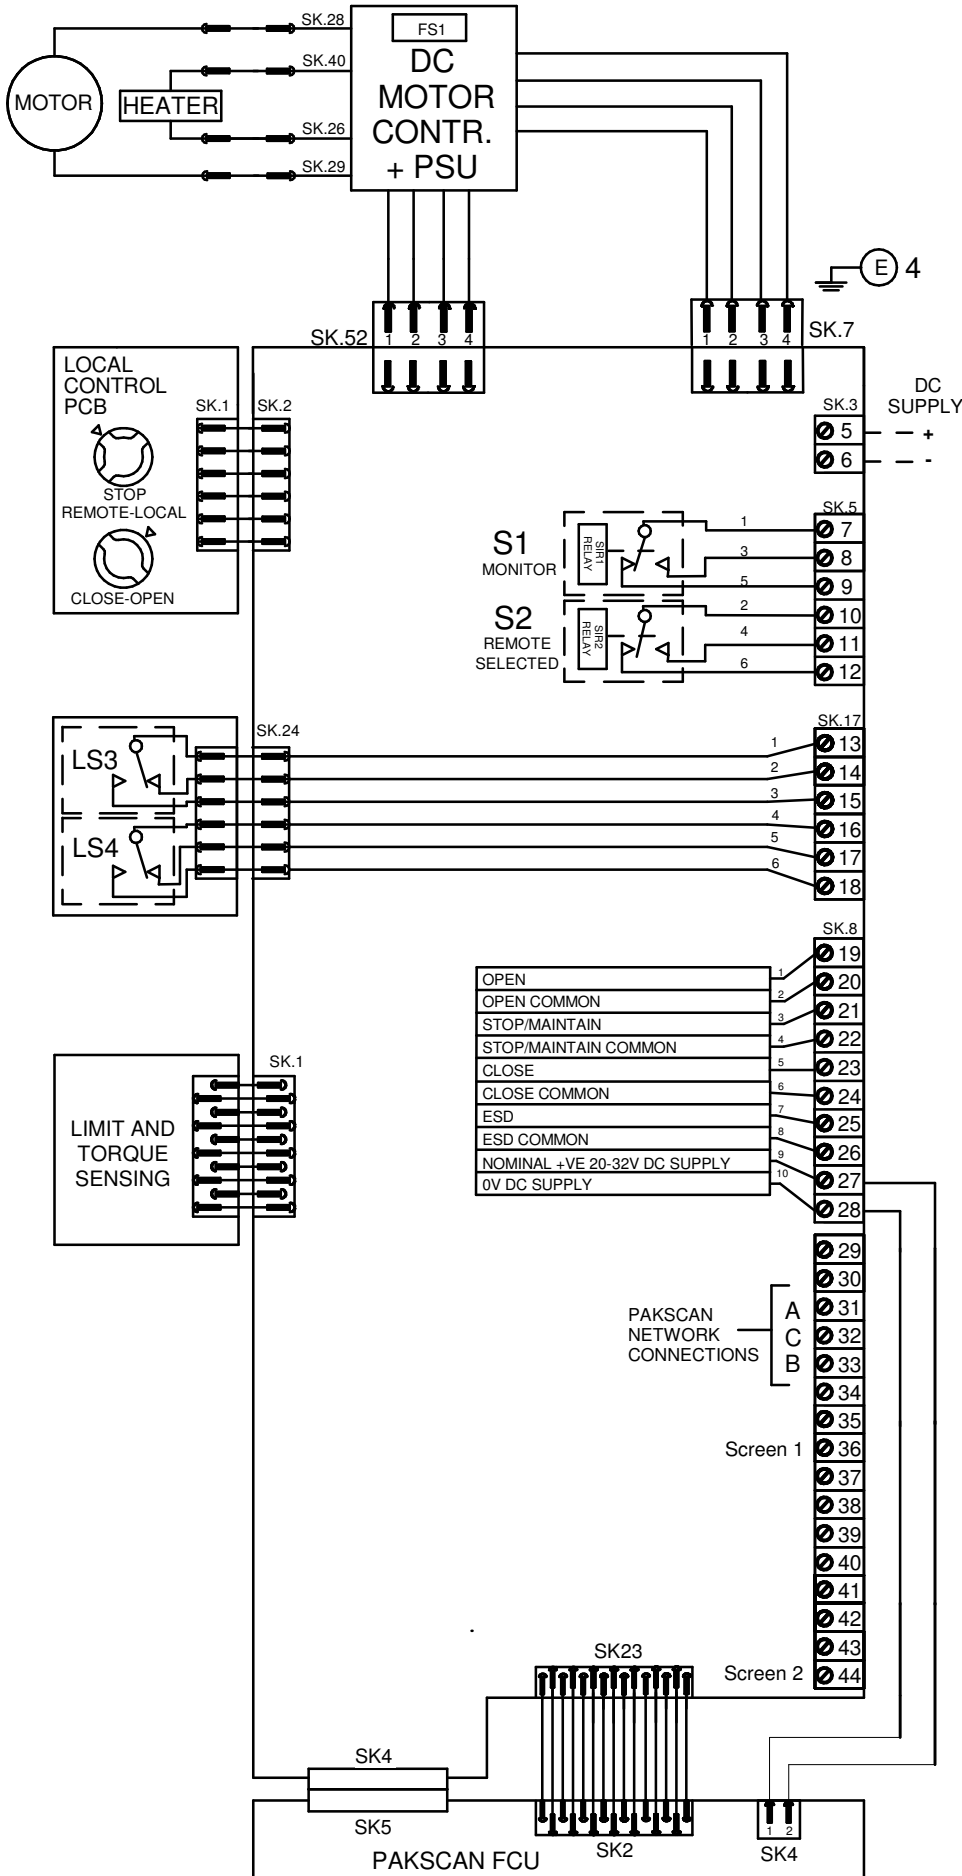 SK.28
FS1
SK.40
DC
MOTOR
CONTR.
+ PSU
MOTOR
HEATER
SK.26
SK.29
E 4
SK.52
1 2 3 4
1 2 3 4
SK.7
LOCAL
CONTROL
PCB
SK.1
SK.2
STOP
REMOTE-LOCAL
CLOSE-OPEN
DC
SUPPLY
SK.3
5 +
6 -
SK.5
S1
MONITOR
SIR1
RELAY
1 7
3 8
5 9
S2
REMOTE
SELECTED
SIR2
RELAY
2 10
4 11
6 12
SK.24
SK.17
LS3
LS4
1 13
2 14
3 15
4 16
5 17
6 18
SK.8
OPEN 1 19
OPEN COMMON 2 20
STOP/MAINTAIN 3 21
STOP/MAINTAIN COMMON 4 22
CLOSE 5 23
CLOSE COMMON 6 24
ESD 7 25
ESD COMMON 8 26
NOMINAL +VE 20-32V DC SUPPLY 9 27
0V DC SUPPLY 10 28
SK.1
LIMIT AND
TORQUE
SENSING
29
30
PAKSCAN
NETWORK
CONNECTIONS
A 31
C 32
B 33
34
35
Screen 1 36
37
38
39
40
41
42
43
Screen 2 44
SK23
SK4
SK5
SK2
1 2
SK4
PAKSCAN FCU